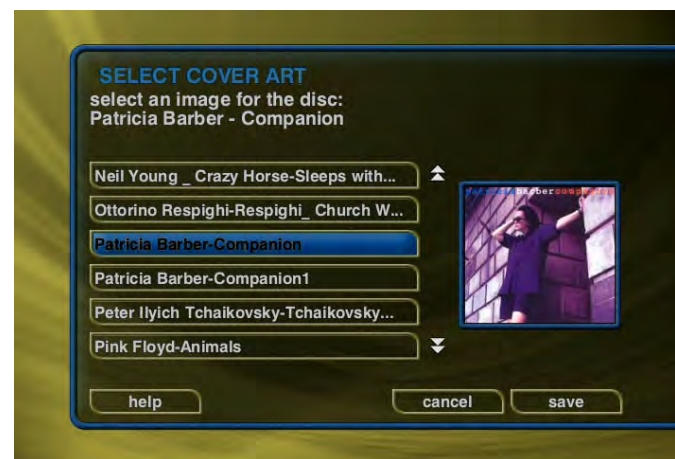 SELECT COVER ART
select an image for the disc:
Patricia Barber - Companion
Neil Young _ Crazy Horse-Sleeps with...
Ottorino Respighi-Respighi_ Church W...
Patricia Barber-Companion
Patricia Barber-Companion1
Peter Ilyich Tchaikovsky-Tchaikovsky...
Pink Floyd-Animals
patriciabarbercompanion
help
cancel
save